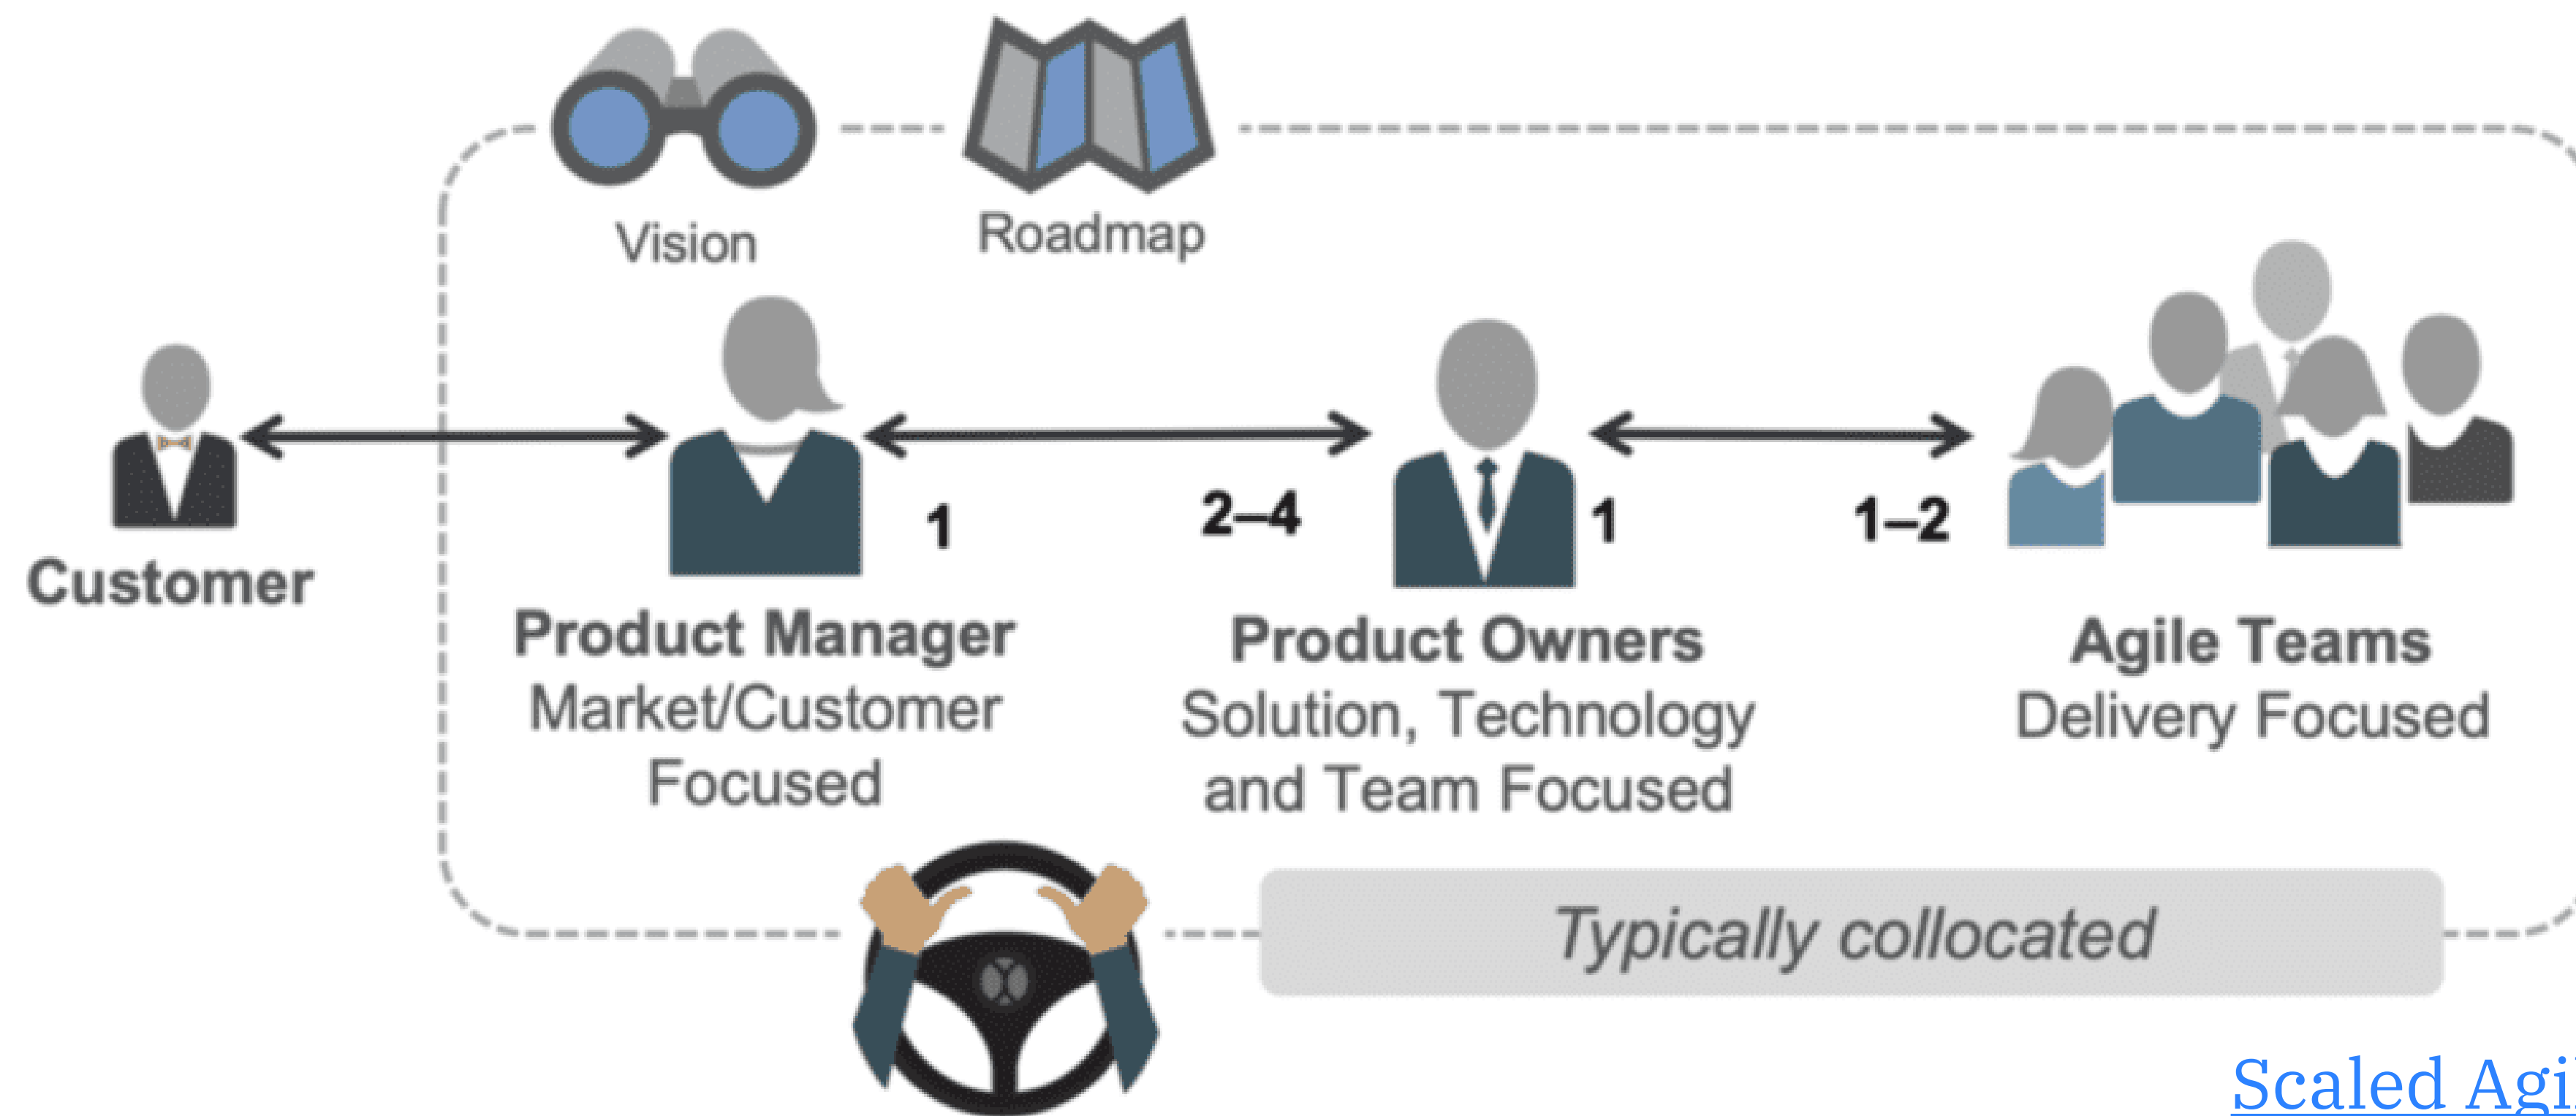 Vision
Roadmap
1
2–4
1
1–2
Customer
Product Manager
Market/Customer
Focused
Product Owners
Solution, Technology
and Team Focused
Agile Teams
Delivery Focused
Typically collocated
Scaled